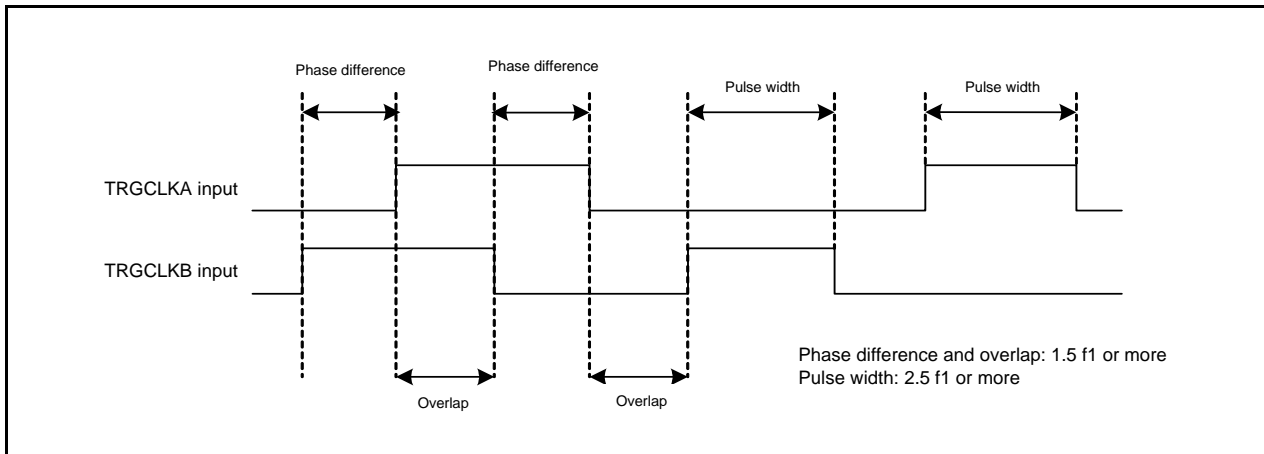 Phase difference
Phase difference
Pulse width
Pulse width
TRGCLKA input
TRGCLKB input
Phase difference and overlap: 1.5 f1 or more
Pulse width: 2.5 f1 or more
Overlap
Overlap